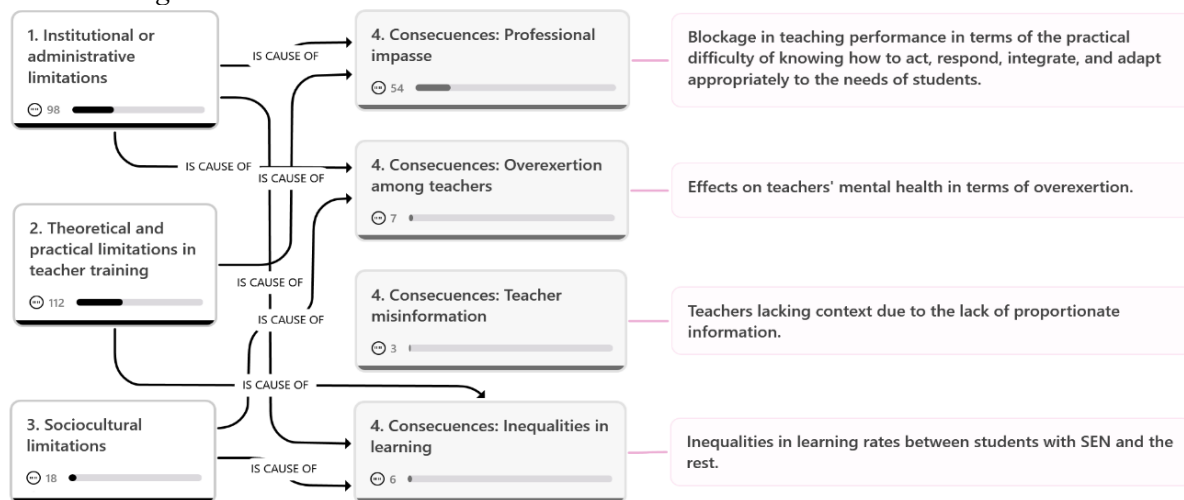 1. Institutional or
administrative
limitations
98
IS CAUSE OF
4. Consecuences: Professional
impasse
54
Blockage in teaching performance in terms of the practical
difficulty of knowing how to act, respond, integrate, and adapt
appropriately to the needs of students.
IS CAUSE OF
IS CAUSE OF
4. Consecuences: Overexertion
among teachers
7
Effects on teachers' mental health in terms of overexertion.
2. Theoretical and
practical limitations in
teacher training
112
IS CAUSE OF
IS CAUSE OF
4. Consecuences: Teacher
misinformation
3
Teachers lacking context due to the lack of proportionate
information.
IS CAUSE OF
3. Sociocultural
limitations
18
IS CAUSE OF
4. Consecuences: Inequalities in
learning
6
Inequalities in learning rates between students with SEN and the
rest.